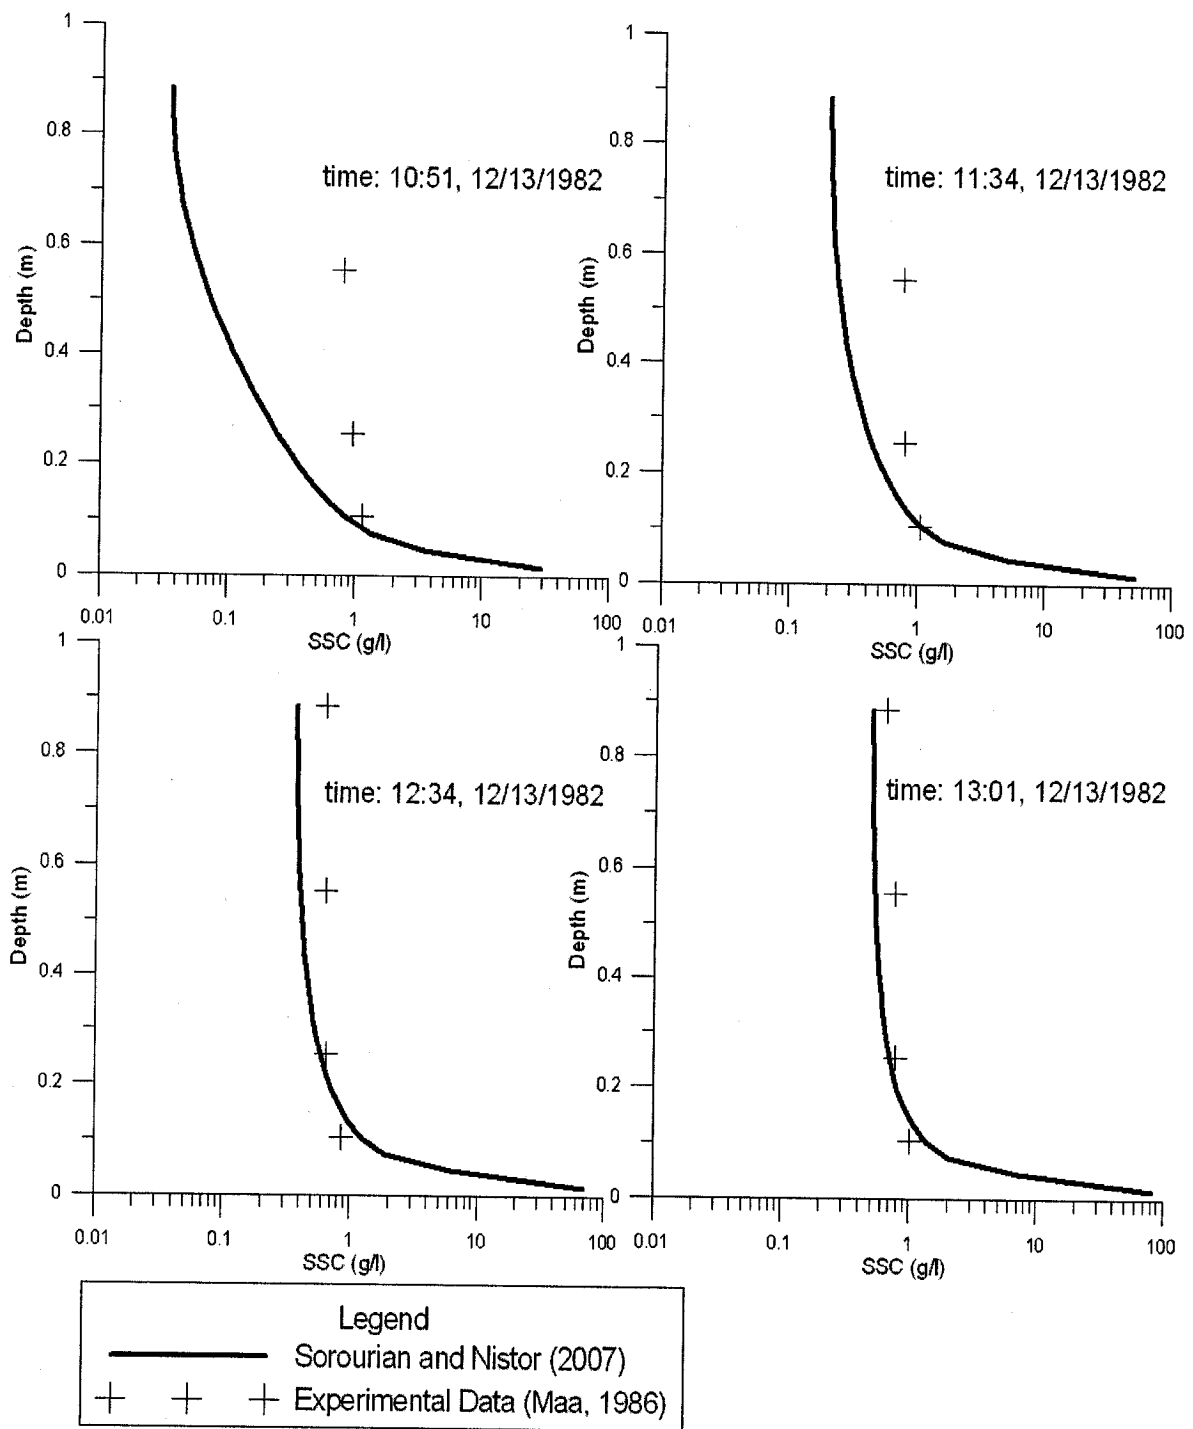 1
0.8
0.6
0.4
0.2
0
Depth (m)
time: 10:51, 12/13/1982
0.01
0.1
1
10
100
SSC (g/l)
1
0.8
0.6
0.4
0.2
0
Depth (m)
time: 11:34, 12/13/1982
0.01
0.1
1
10
100
SSC (g/l)
1
0.8
0.6
0.4
0.2
0
Depth (m)
time: 12:34, 12/13/1982
0.01
0.1
1
10
100
SSC (g/l)
1
0.8
0.6
0.4
0.2
0
Depth (m)
time: 13:01, 12/13/1982
0.01
0.1
1
10
100
SSC (g/l)
Legend
Sorourian and Nistor (2007)
Experimental Data (Maa, 1986)